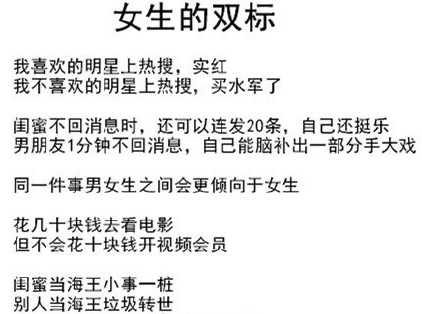 女生的双标
我喜欢的明星上热搜，实红
我不喜欢的明星上热搜，买水军了
闺蜜不回消息时，还可以连发20条，自己还挺乐
男朋友1分钟不回消息，自己能脑补出一部分手大戏
同一件事男女生之间会更倾向于女生
花几十块钱去看电影
但不会花十块钱开视频会员
闺蜜当海王小事一桩
别人当海王垃圾转世